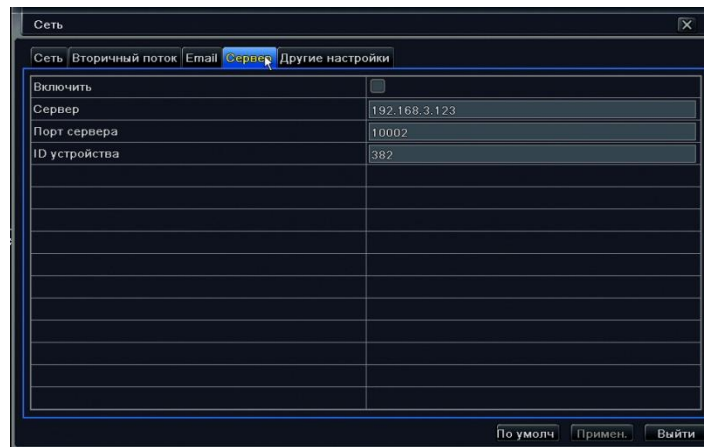 Сеть
Сеть Вторичный поток Email Сервер Другие настройки
Включить
Сервер 192.168.3.123
Порт сервера 10002
ID устройства 382
По умолч Примен. Выйти